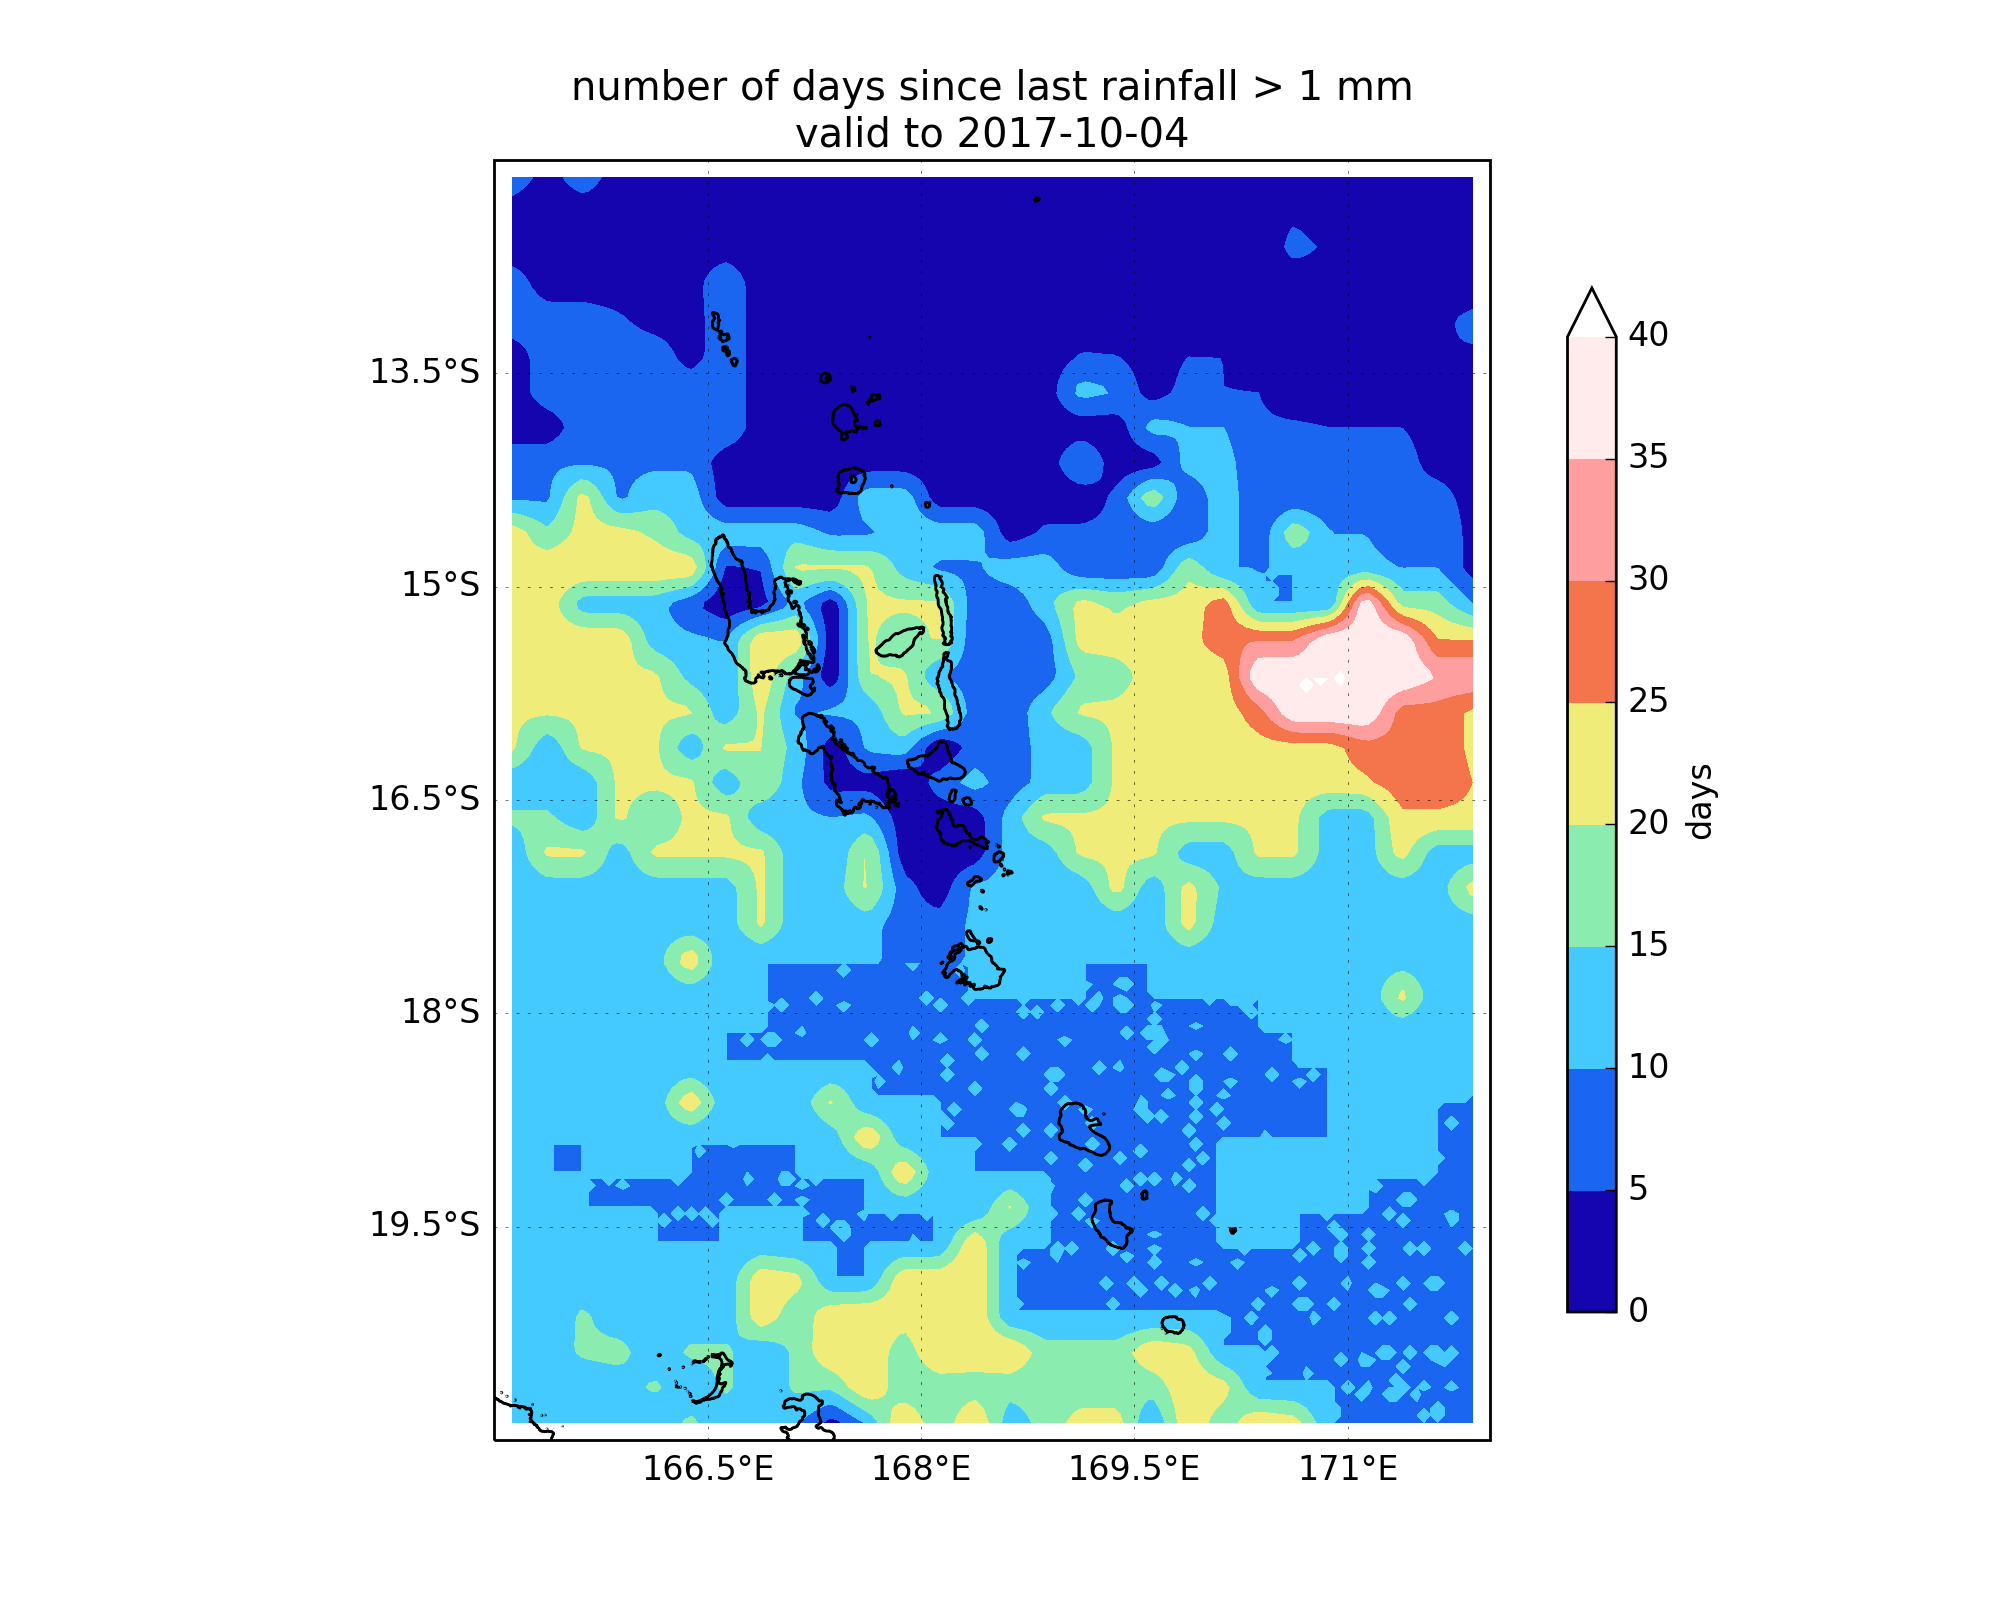 number of days since last rainfall > 1 mm
valid to 2017-10-04
13.5°S
15°S
16.5°S
18°S
19.5°S
166.5°E
168°E
169.5°E
171°E
40
35
30
25
20
15
10
5
0
days